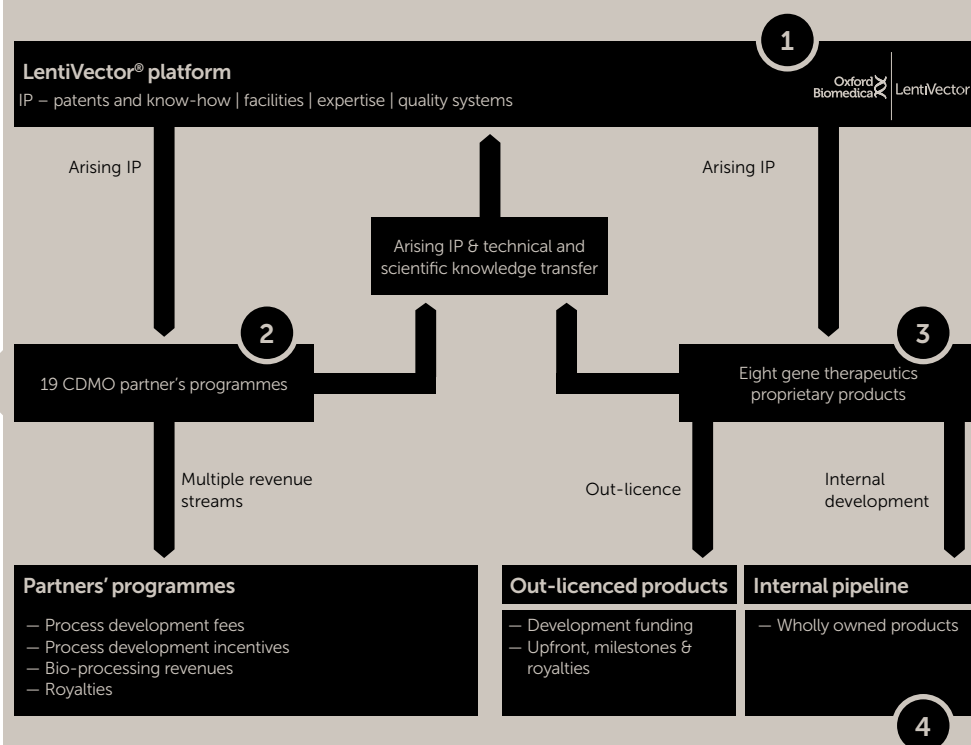 1
LentiVector® platform
IP – patents and know-how | facilities | expertise | quality systems
Oxford
Biomedica
LentiVector
Arising IP
Arising IP
Arising IP & technical and
scientific knowledge transfer
2
19 CDMO partner's programmes
3
Eight gene therapeutics
proprietary products
Multiple revenue
streams
Out-licence
Internal
development
Partners' programmes
— Process development fees
— Process development incentives
— Bio-processing revenues
— Royalties
Out-licenced products
— Development funding
— Upfront, milestones &
royalties
Internal pipeline
— Wholly owned products
4